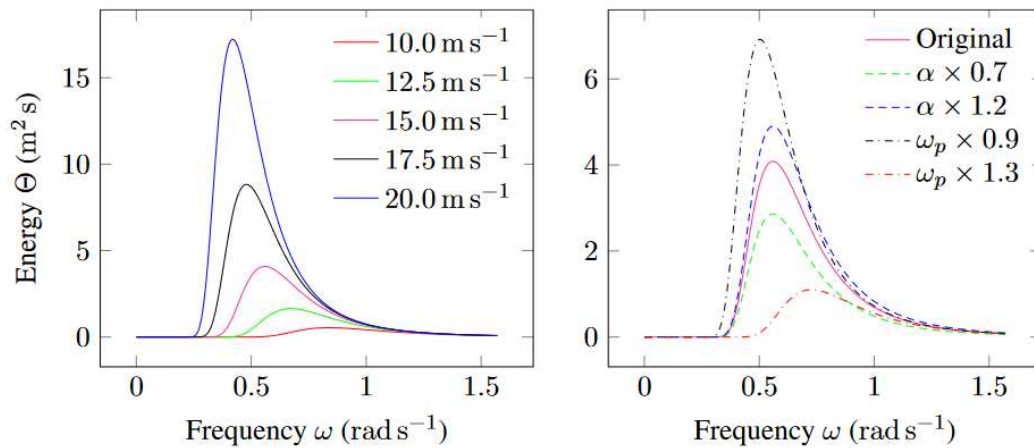 Energy Θ (m² s)
15
10
5
0
0
0.5
1
1.5
Frequency ω (rad s⁻¹)
10.0 m s⁻¹
12.5 m s⁻¹
15.0 m s⁻¹
17.5 m s⁻¹
20.0 m s⁻¹
6
4
2
0
0
0.5
1
1.5
Frequency ω (rad s⁻¹)
Original
α × 0.7
α × 1.2
ωₚ × 0.9
ωₚ × 1.3